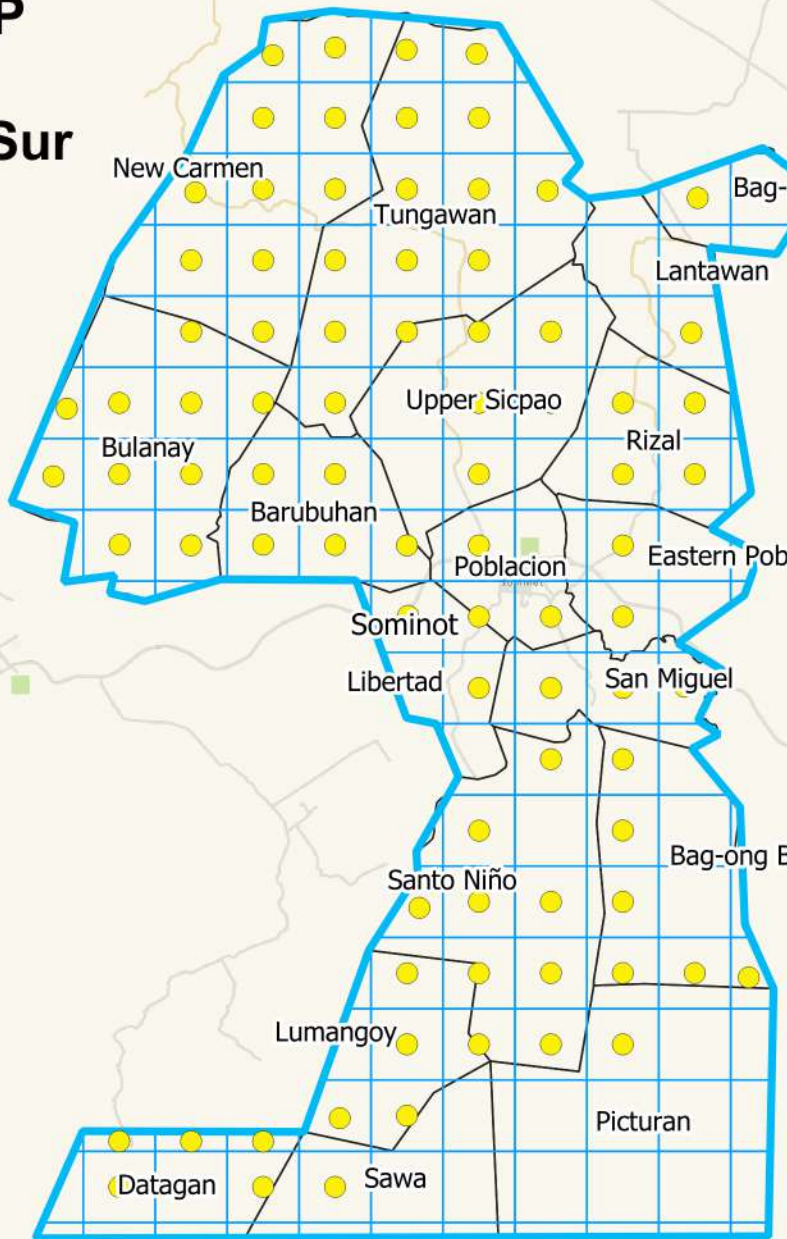 P
Sur
New Carmen
Bag-
Tungawan
Lantawan
Upper Sicpao
Bulanay
Rizal
Barubuhan
Poblacion
Eastern Pob
Sominot
Libertad
San Miguel
Bag-ong B
Santo Niño
Lumangoy
Picturan
Datagan
Sawa